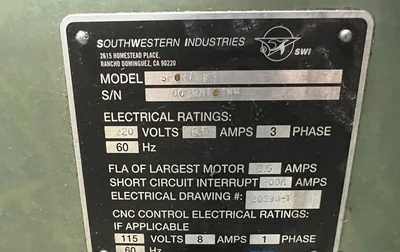 SOUTHWESTERN INDUSTRIES
2615 HOMESTEAD PLACE,
RANCHO DOMINGUEZ, CA 90220
SWI
MODEL
S/N
ELECTRICAL RATINGS:
220 VOLTS AMPS 3 PHASE
60 Hz
FLA OF LARGEST MOTOR AMPS
SHORT CIRCUIT INTERRUPT AMPS
ELECTRICAL DRAWING #:
CNC CONTROL ELECTRICAL RATINGS:
IF APPLICABLE
115 VOLTS 8 AMPS 1 PHASE
60 Hz